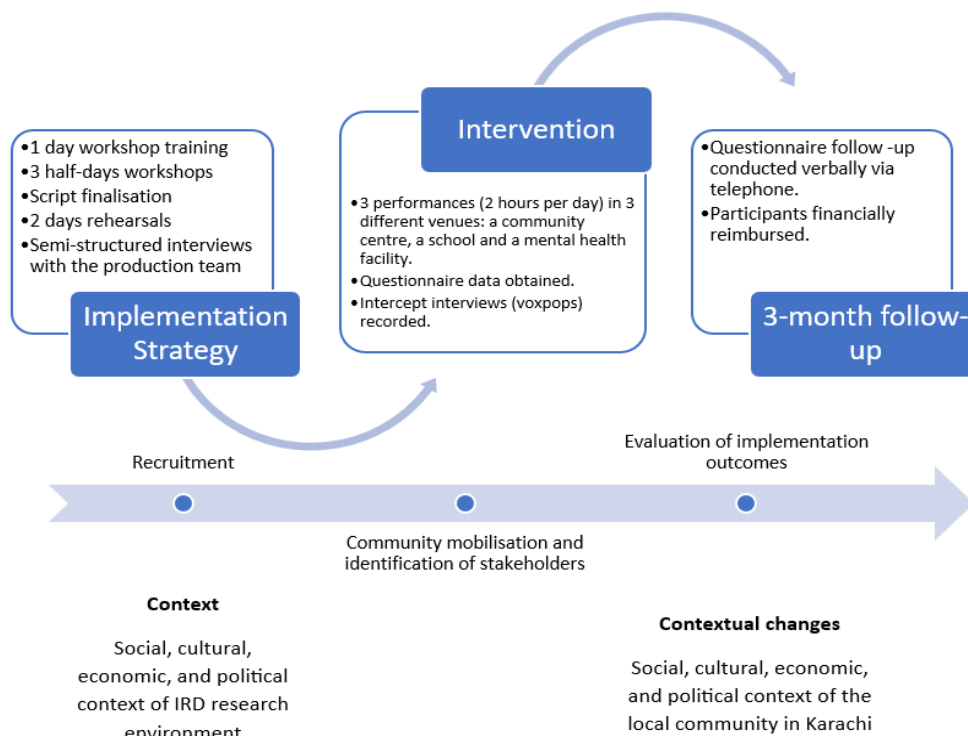 •1 day workshop training
•3 half-days workshops
•Script finalisation
•2 days rehearsals
•Semi-structured interviews
with the production team
Implementation
Strategy
Intervention
•3 performances (2 hours per day) in 3
different venues: a community
centre, a school and a mental health
facility.
•Questionnaire data obtained.
•Intercept interviews (voxpops)
recorded.
•Questionnaire follow -up
conducted verbally via
telephone.
•Participants financially
reimbursed.
3-month follow-
up
Recruitment
Community mobilisation and
identification of stakeholders
Evaluation of implementation
outcomes
Context
Social, cultural,
economic, and political
context of IRD research
environment
Contextual changes
Social, cultural, economic,
and political context of the
local community in Karachi